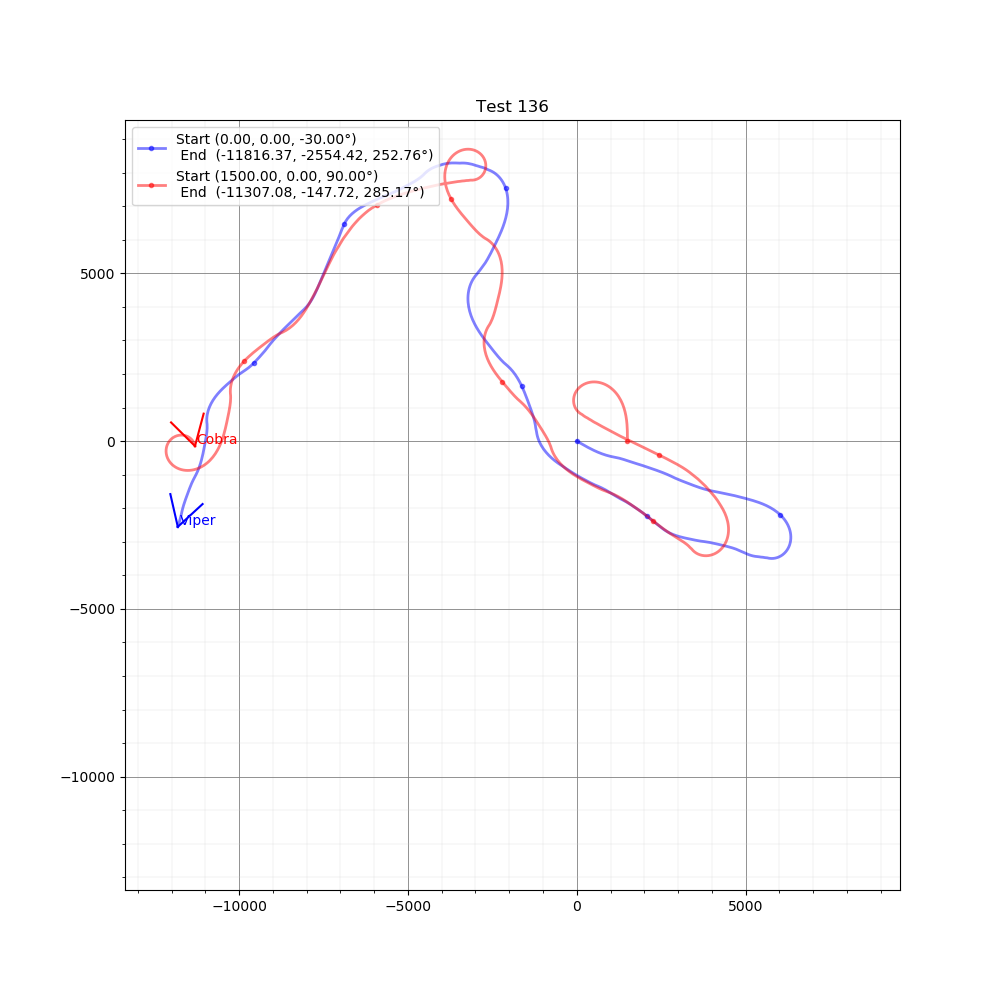 Test 136
Start (0.00, 0.00, -30.00°)
End (-11816.37, -2554.42, 252.76°)
Start (1500.00, 0.00, 90.00°)
End (-11307.08, -147.72, 285.17°)
5000
0
−5000
−10000
Cobra
Viper
−10000
−5000
0
5000